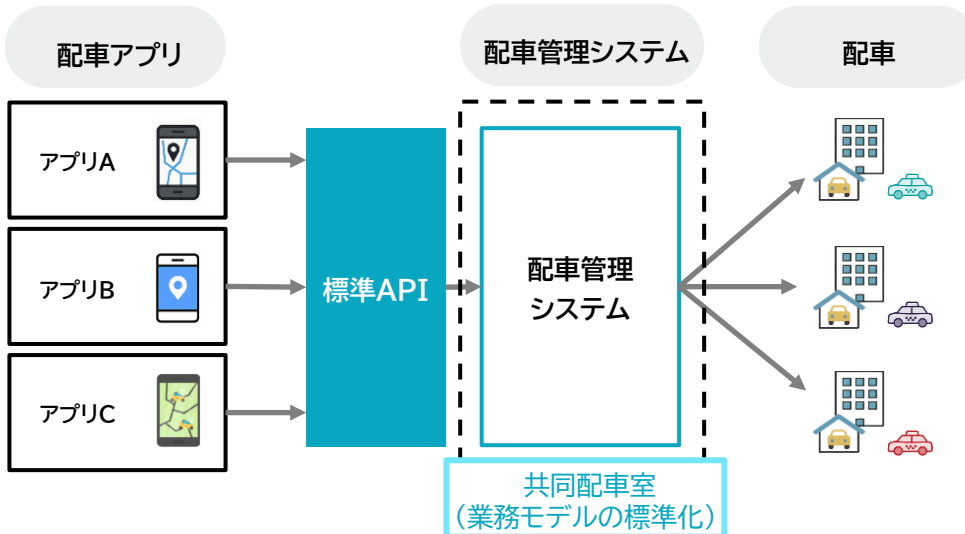 配車アプリ
配車管理システム
配車
アプリA
アプリB
アプリC
標準API
配車管理
システム
共同配車室
(業務モデルの標準化)